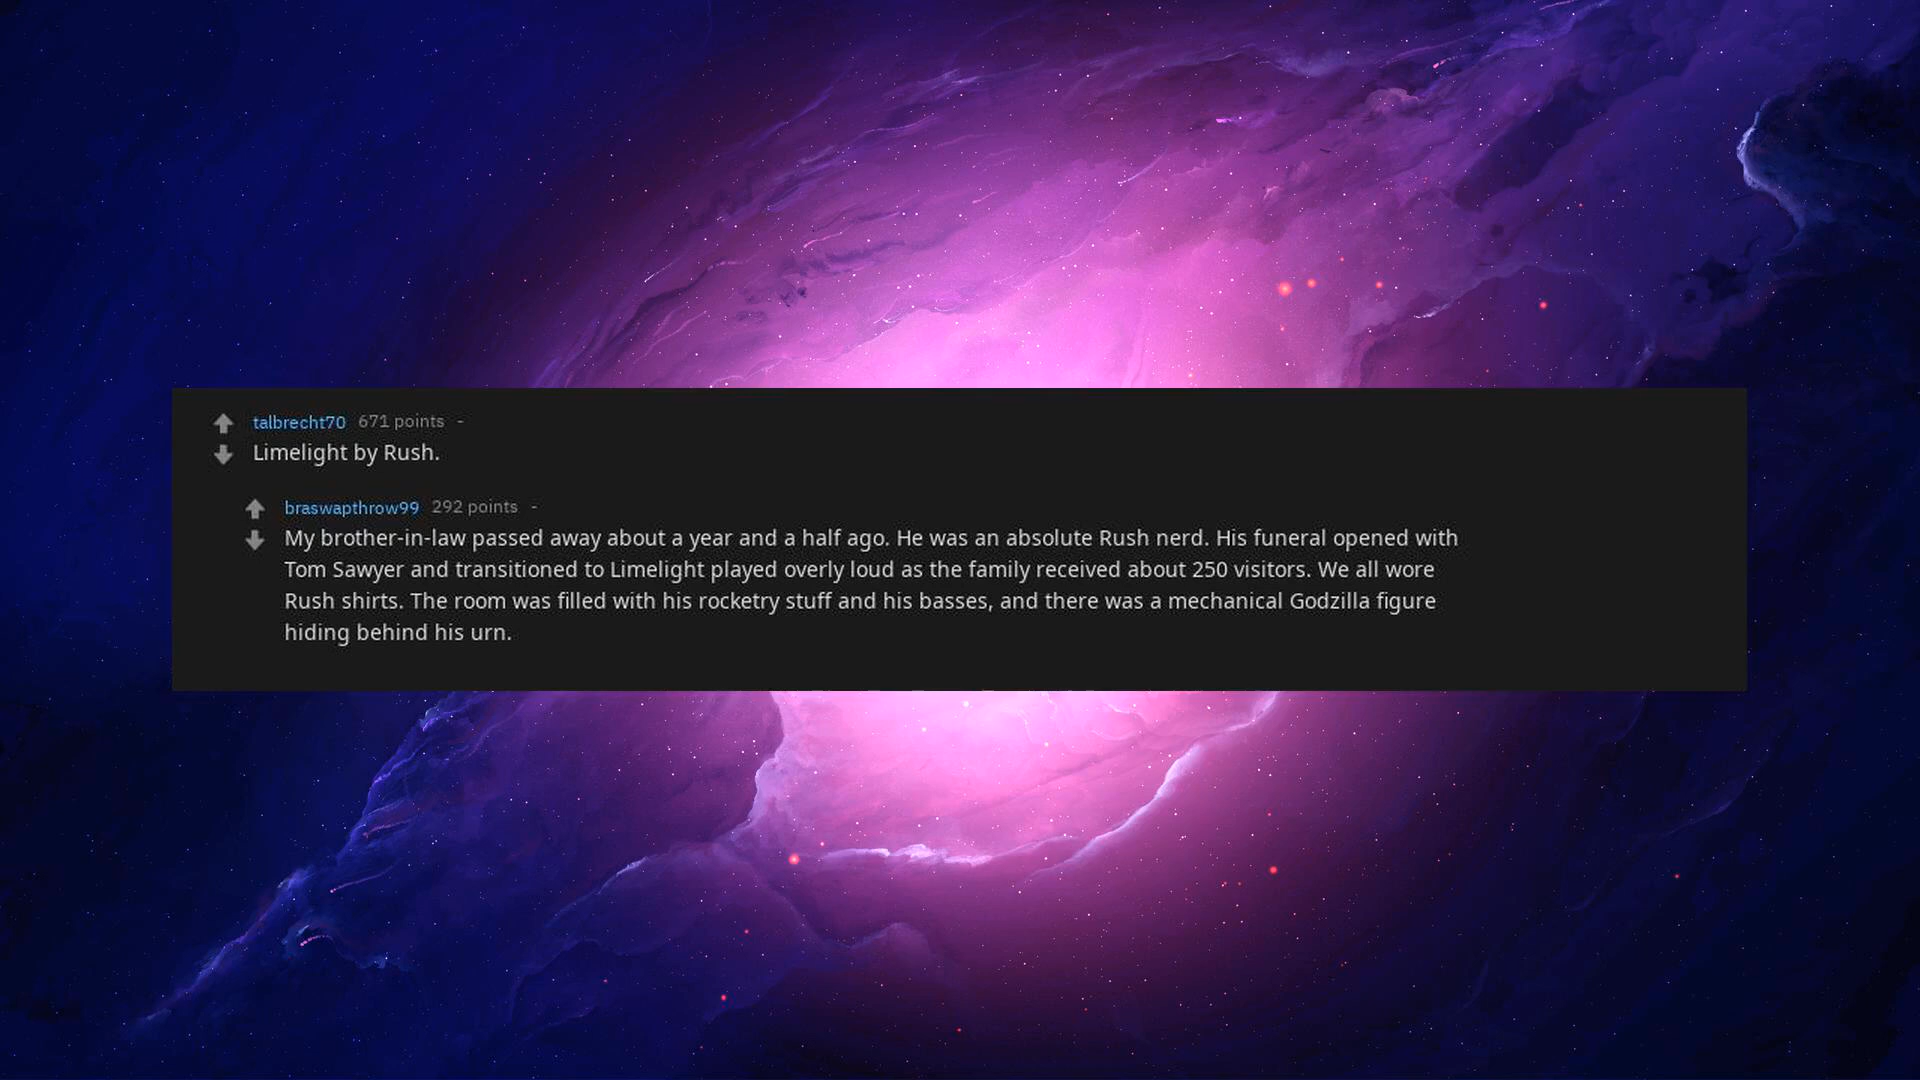 talbrecht70 671 points -
Limelight by Rush.
braswapthrow99 292 points -
My brother-in-law passed away about a year and a half ago. He was an absolute Rush nerd. His funeral opened with
Tom Sawyer and transitioned to Limelight played overly loud as the family received about 250 visitors. We all wore
Rush shirts. The room was filled with his rocketry stuff and his basses, and there was a mechanical Godzilla figure
hiding behind his urn.